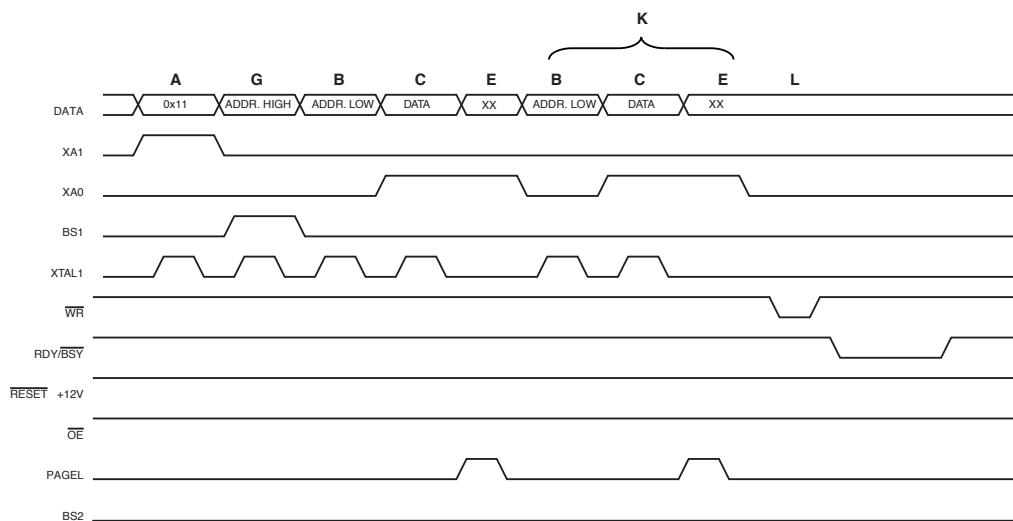 K
A G B C E B C E L
DATA 0x11 ADDR. HIGH ADDR. LOW DATA XX ADDR. LOW DATA XX
XA1
XA0
BS1
XTAL1
WR
RDY/BSY
RESET +12V
OE
PAGEL
BS2